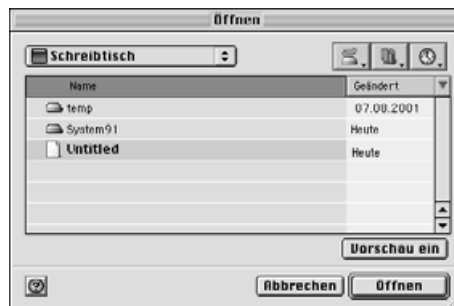 Öffnen
Schreibtisch
Name Geändert
temp 07.08.2001
System91 Heute
Untitled Heute
Vorschau ein
Abbrechen Öffnen